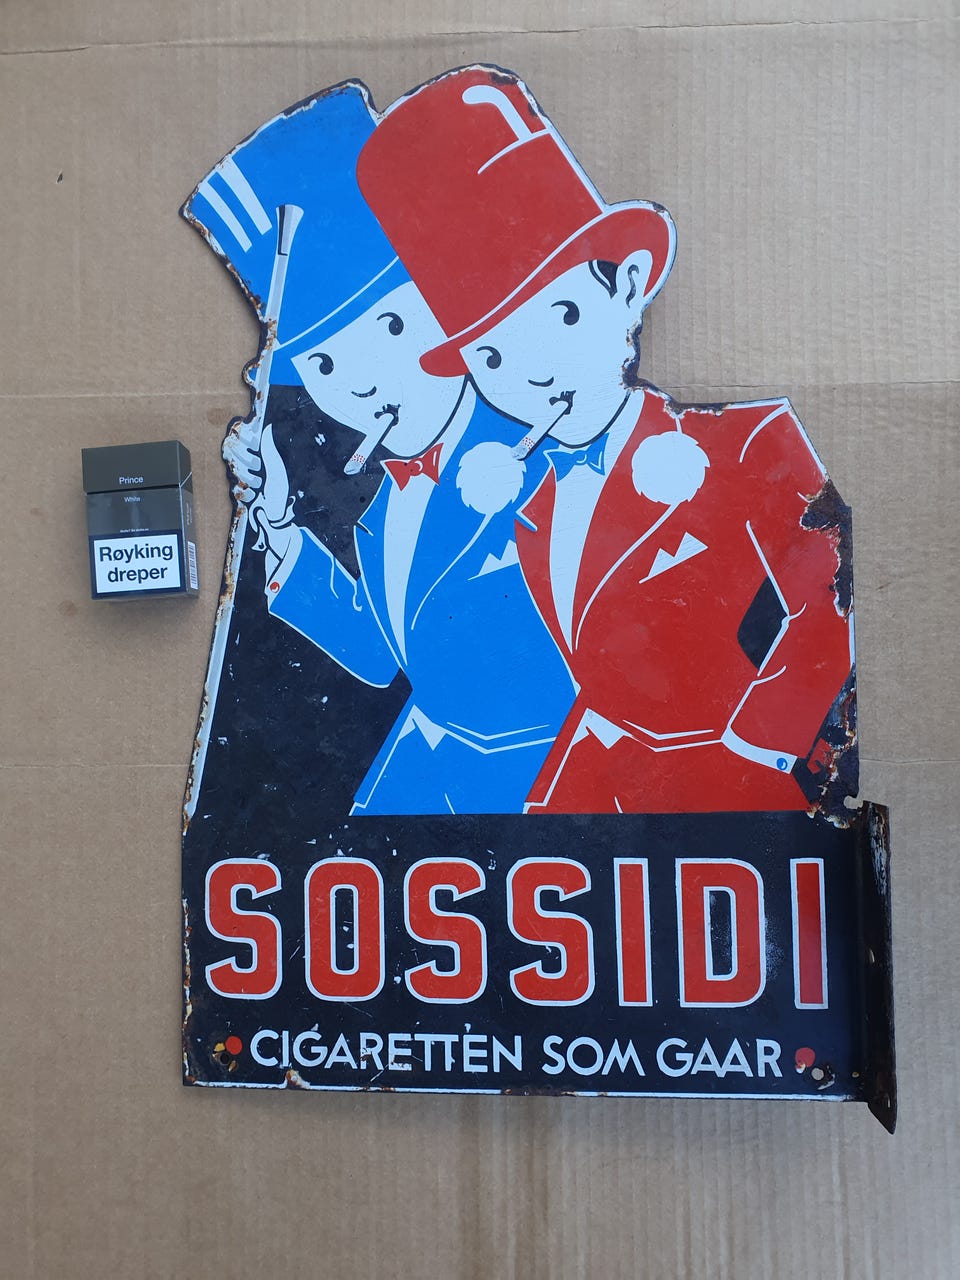 Prince
White
Røyking
dreper
SOSSIDI
CIGARETTEN SOM GAAR